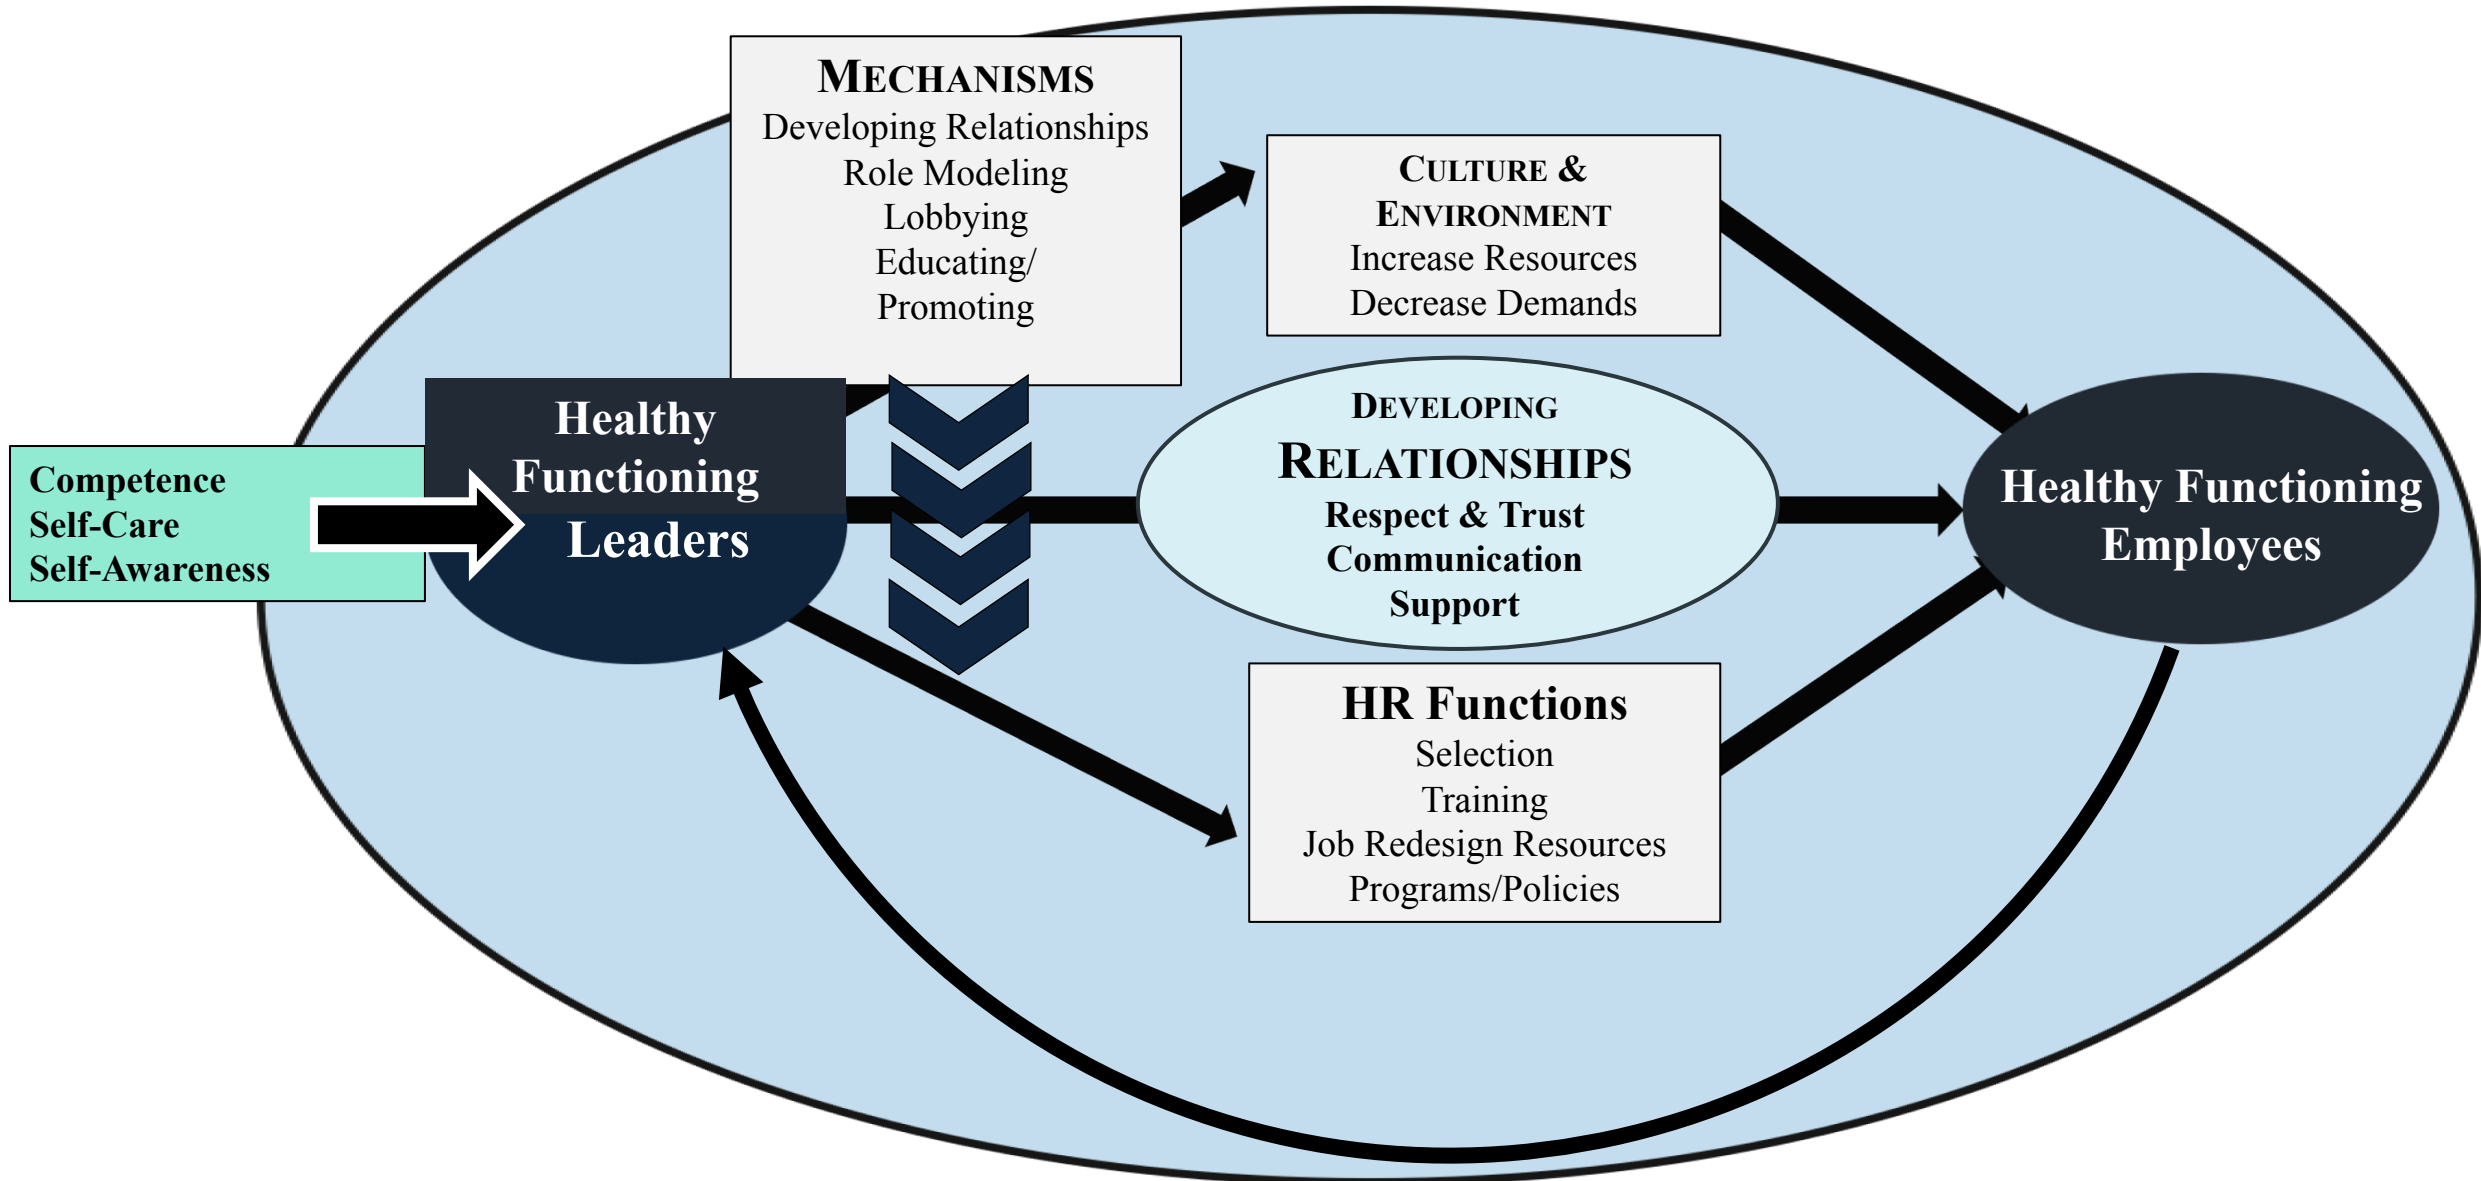 MECHANISMS
Developing Relationships
Role Modeling
Lobbying
Educating/
Promoting
CULTURE &
ENVIRONMENT
Increase Resources
Decrease Demands
Competence
Self-Care
Self-Awareness
Healthy
Functioning
Leaders
DEVELOPING
RELATIONSHIPS
Respect & Trust
Communication
Support
Healthy Functioning
Employees
HR Functions
Selection
Training
Job Redesign Resources
Programs/Policies